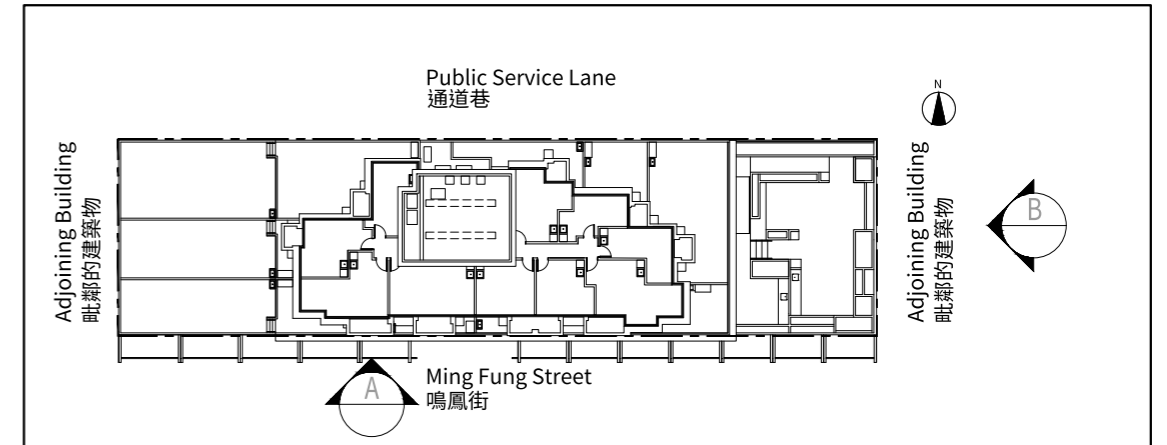 Public Service Lane
通道巷
N
Adjoining Building
毗鄰的建築物
Adjoining Building
毗鄰的建築物
B
A
Ming Fung Street
鳴鳳街